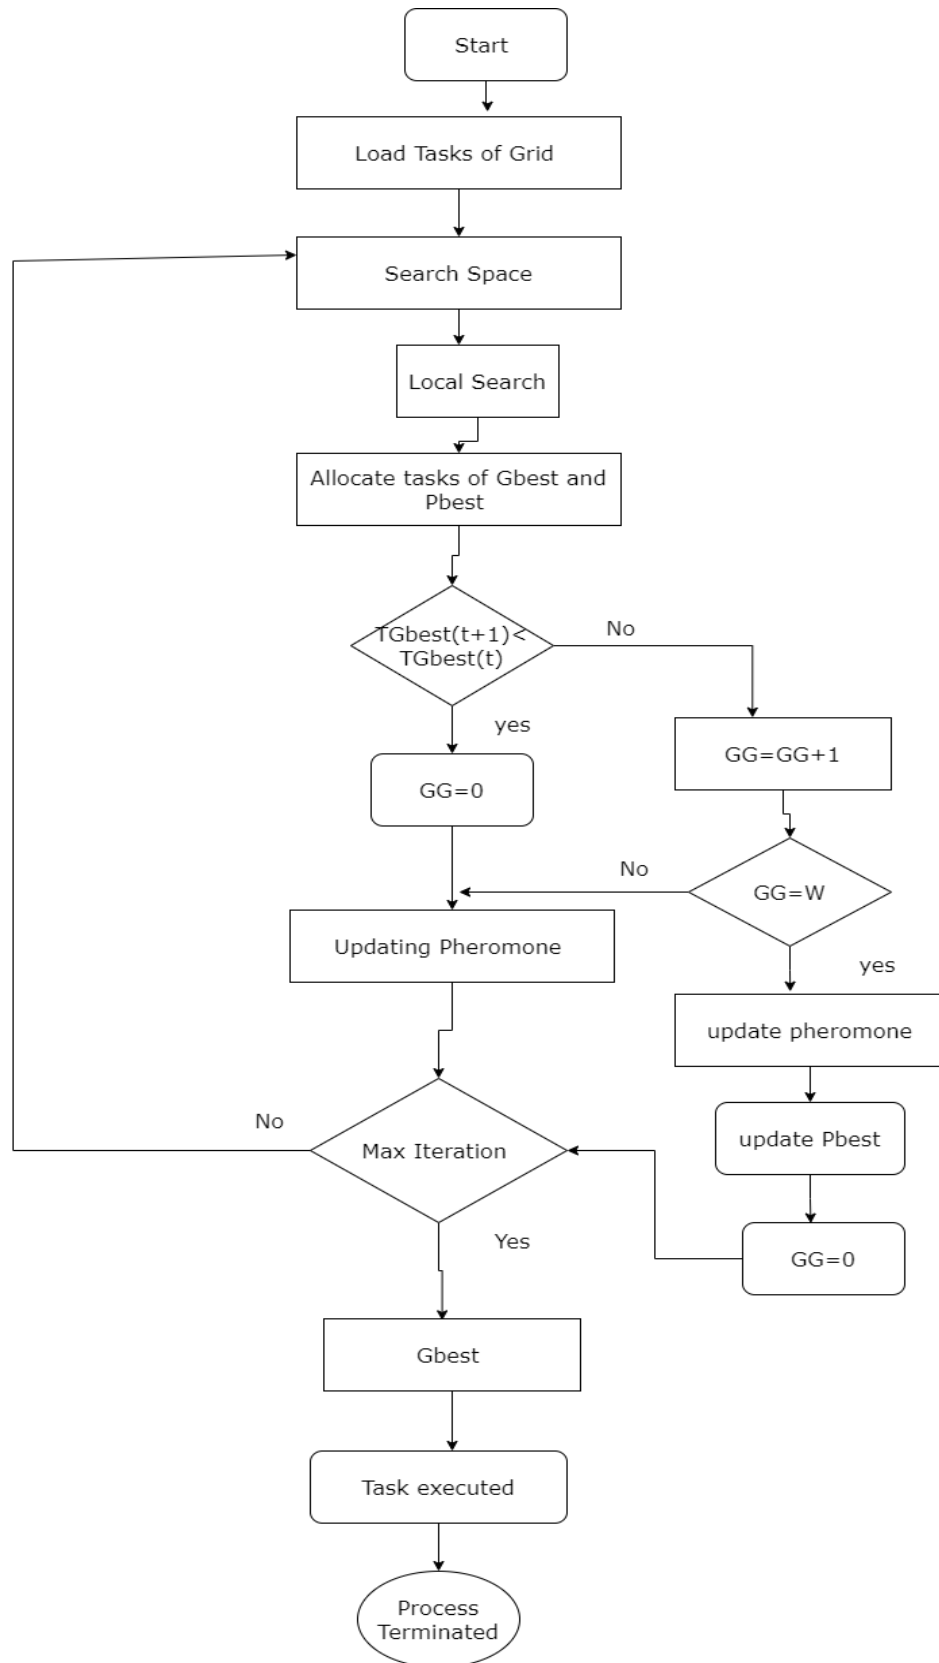 Start
Load Tasks of Grid
Search Space
Local Search
Allocate tasks of Gbest and
Pbest
TGbest(t+1)<
TGbest(t)
No
yes
GG=GG+1
GG=0
No
GG=W
yes
Updating Pheromone
update pheromone
No
Max Iteration
update Pbest
Yes
GG=0
Gbest
Task executed
Process
Terminated